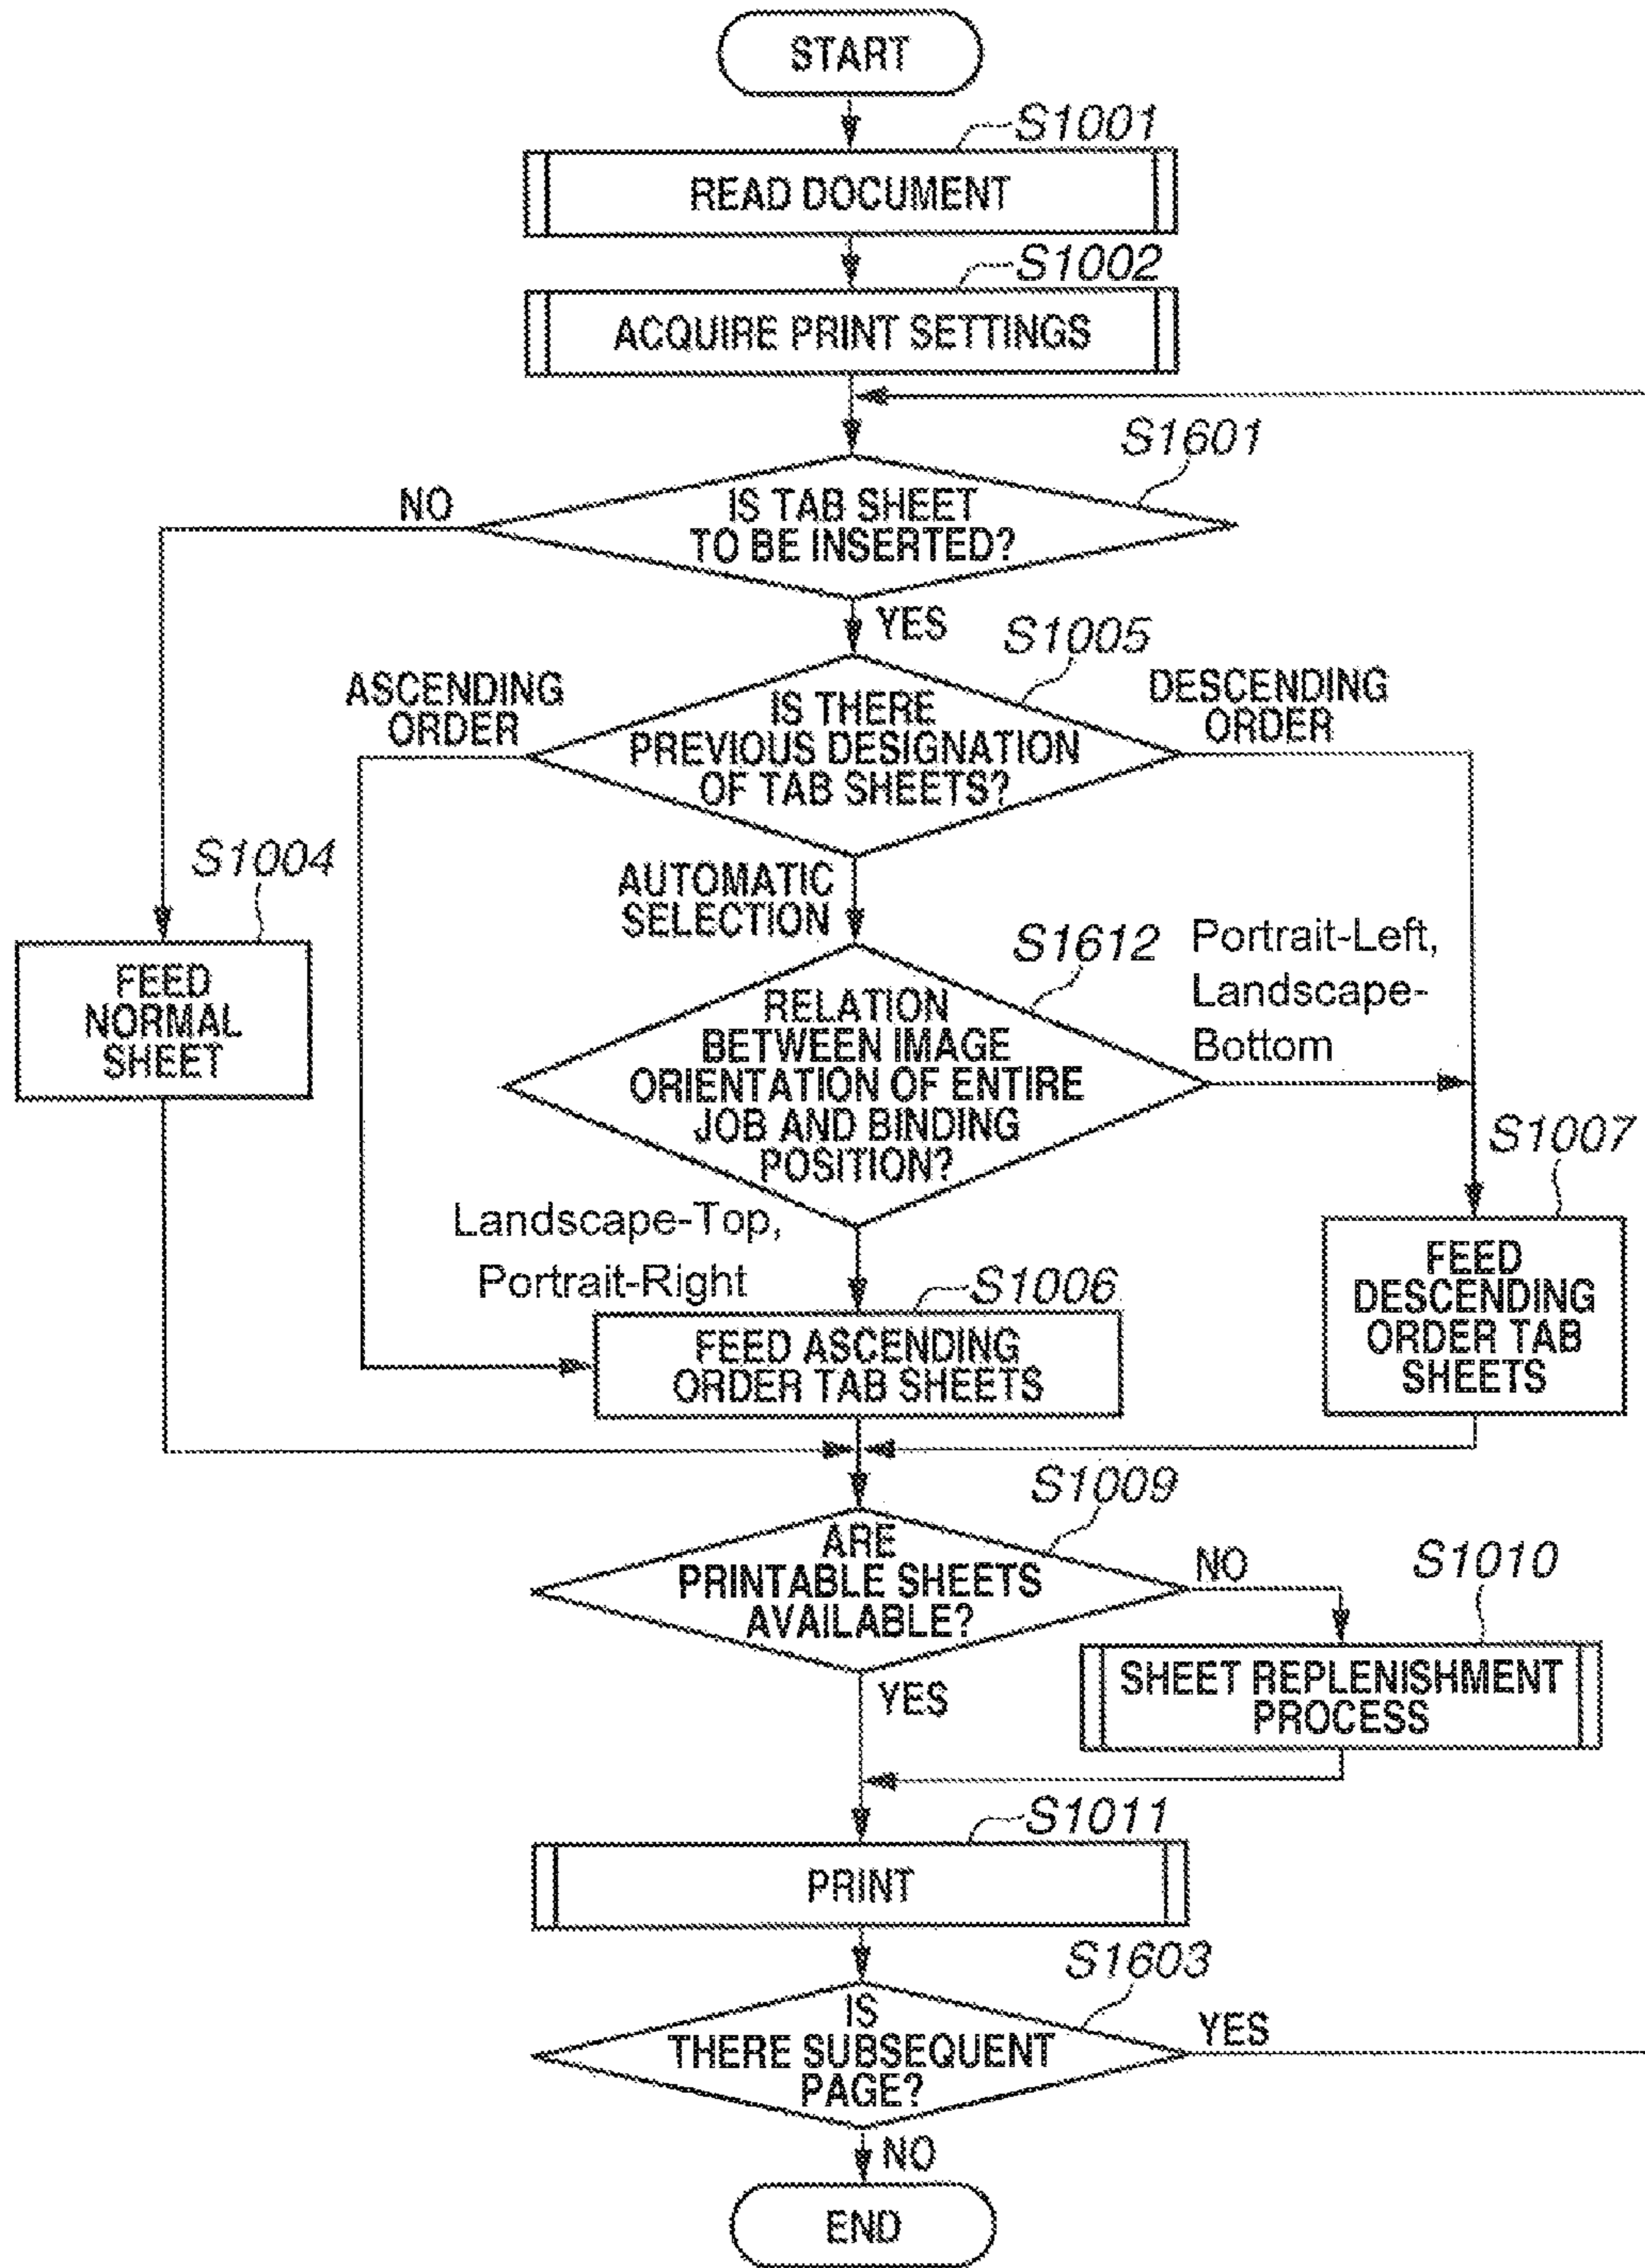 START
S1001
READ DOCUMENT
S1002
ACQUIRE PRINT SETTINGS
S1601
IS TAB SHEET
TO BE INSERTED?
NO
YES
S1005
IS THERE
PREVIOUS DESIGNATION
OF TAB SHEETS?
ASCENDING
ORDER
DESCENDING
ORDER
AUTOMATIC
SELECTION
S1004
FEED
NORMAL
SHEET
S1612
RELATION
BETWEEN IMAGE
ORIENTATION OF ENTIRE
JOB AND BINDING
POSITION?
Portrait-Left,
Landscape-
Bottom
Landscape-Top,
Portrait-Right
S1006
FEED ASCENDING
ORDER TAB SHEETS
S1007
FEED
DESCENDING
ORDER TAB
SHEETS
S1009
ARE
PRINTABLE SHEETS
AVAILABLE?
NO
YES
S1010
SHEET REPLENISHMENT
PROCESS
S1011
PRINT
S1603
IS
THERE SUBSEQUENT
PAGE?
YES
NO
END